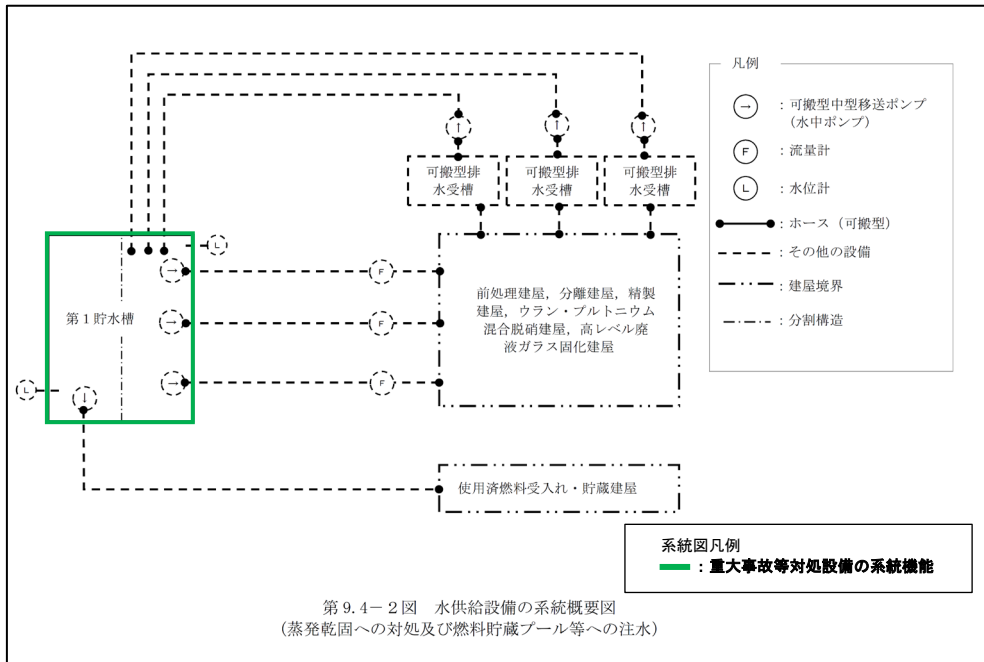 凡例
→
：可搬型中型移送ポンプ
（水中ポンプ）
F
：流量計
L
：水位計
：ホース（可搬型）
：その他の設備
：建屋境界
：分割構造
↑
↑
↑
可搬型排
水受槽
可搬型排
水受槽
可搬型排
水受槽
L
→
F
第１貯水槽
→
F
→
F
前処理建屋，分離建屋，精製
建屋，ウラン・プルトニウム
混合脱硝建屋，高レベル廃
液ガラス固化建屋
L
↓
使用済燃料受入れ・貯蔵建屋
系統図凡例
：重大事故等対処設備の系統機能
第 9.4－2 図　水供給設備の系統概要図
（蒸発乾固への対処及び燃料貯蔵プール等への注水）